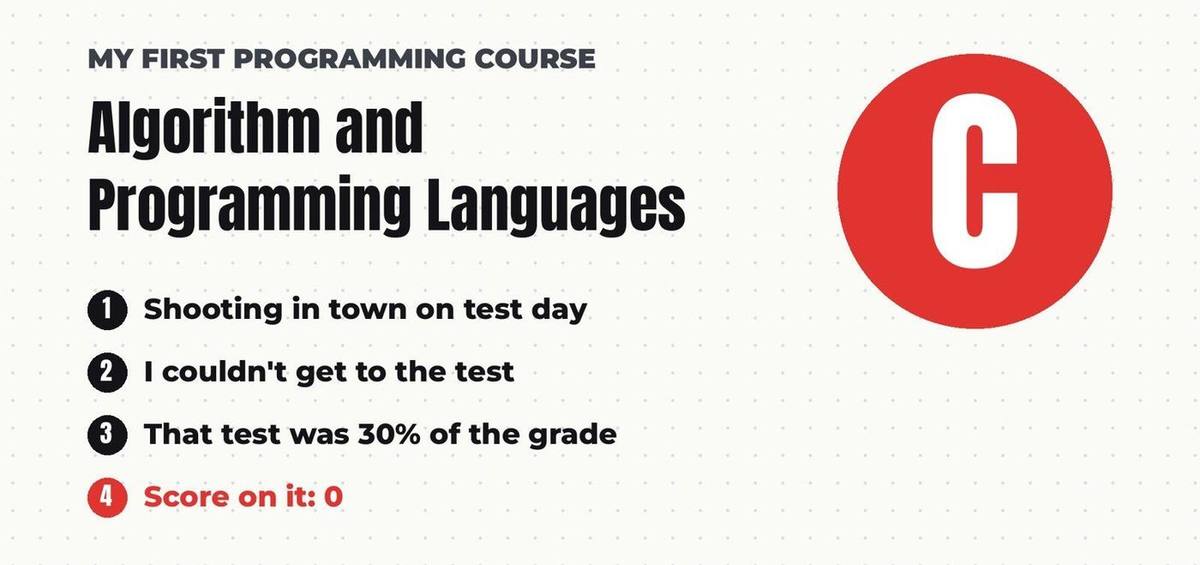 MY FIRST PROGRAMMING COURSE
Algorithm and
Programming Languages
C
1 Shooting in town on test day
2 I couldn't get to the test
3 That test was 30% of the grade
4 Score on it: 0